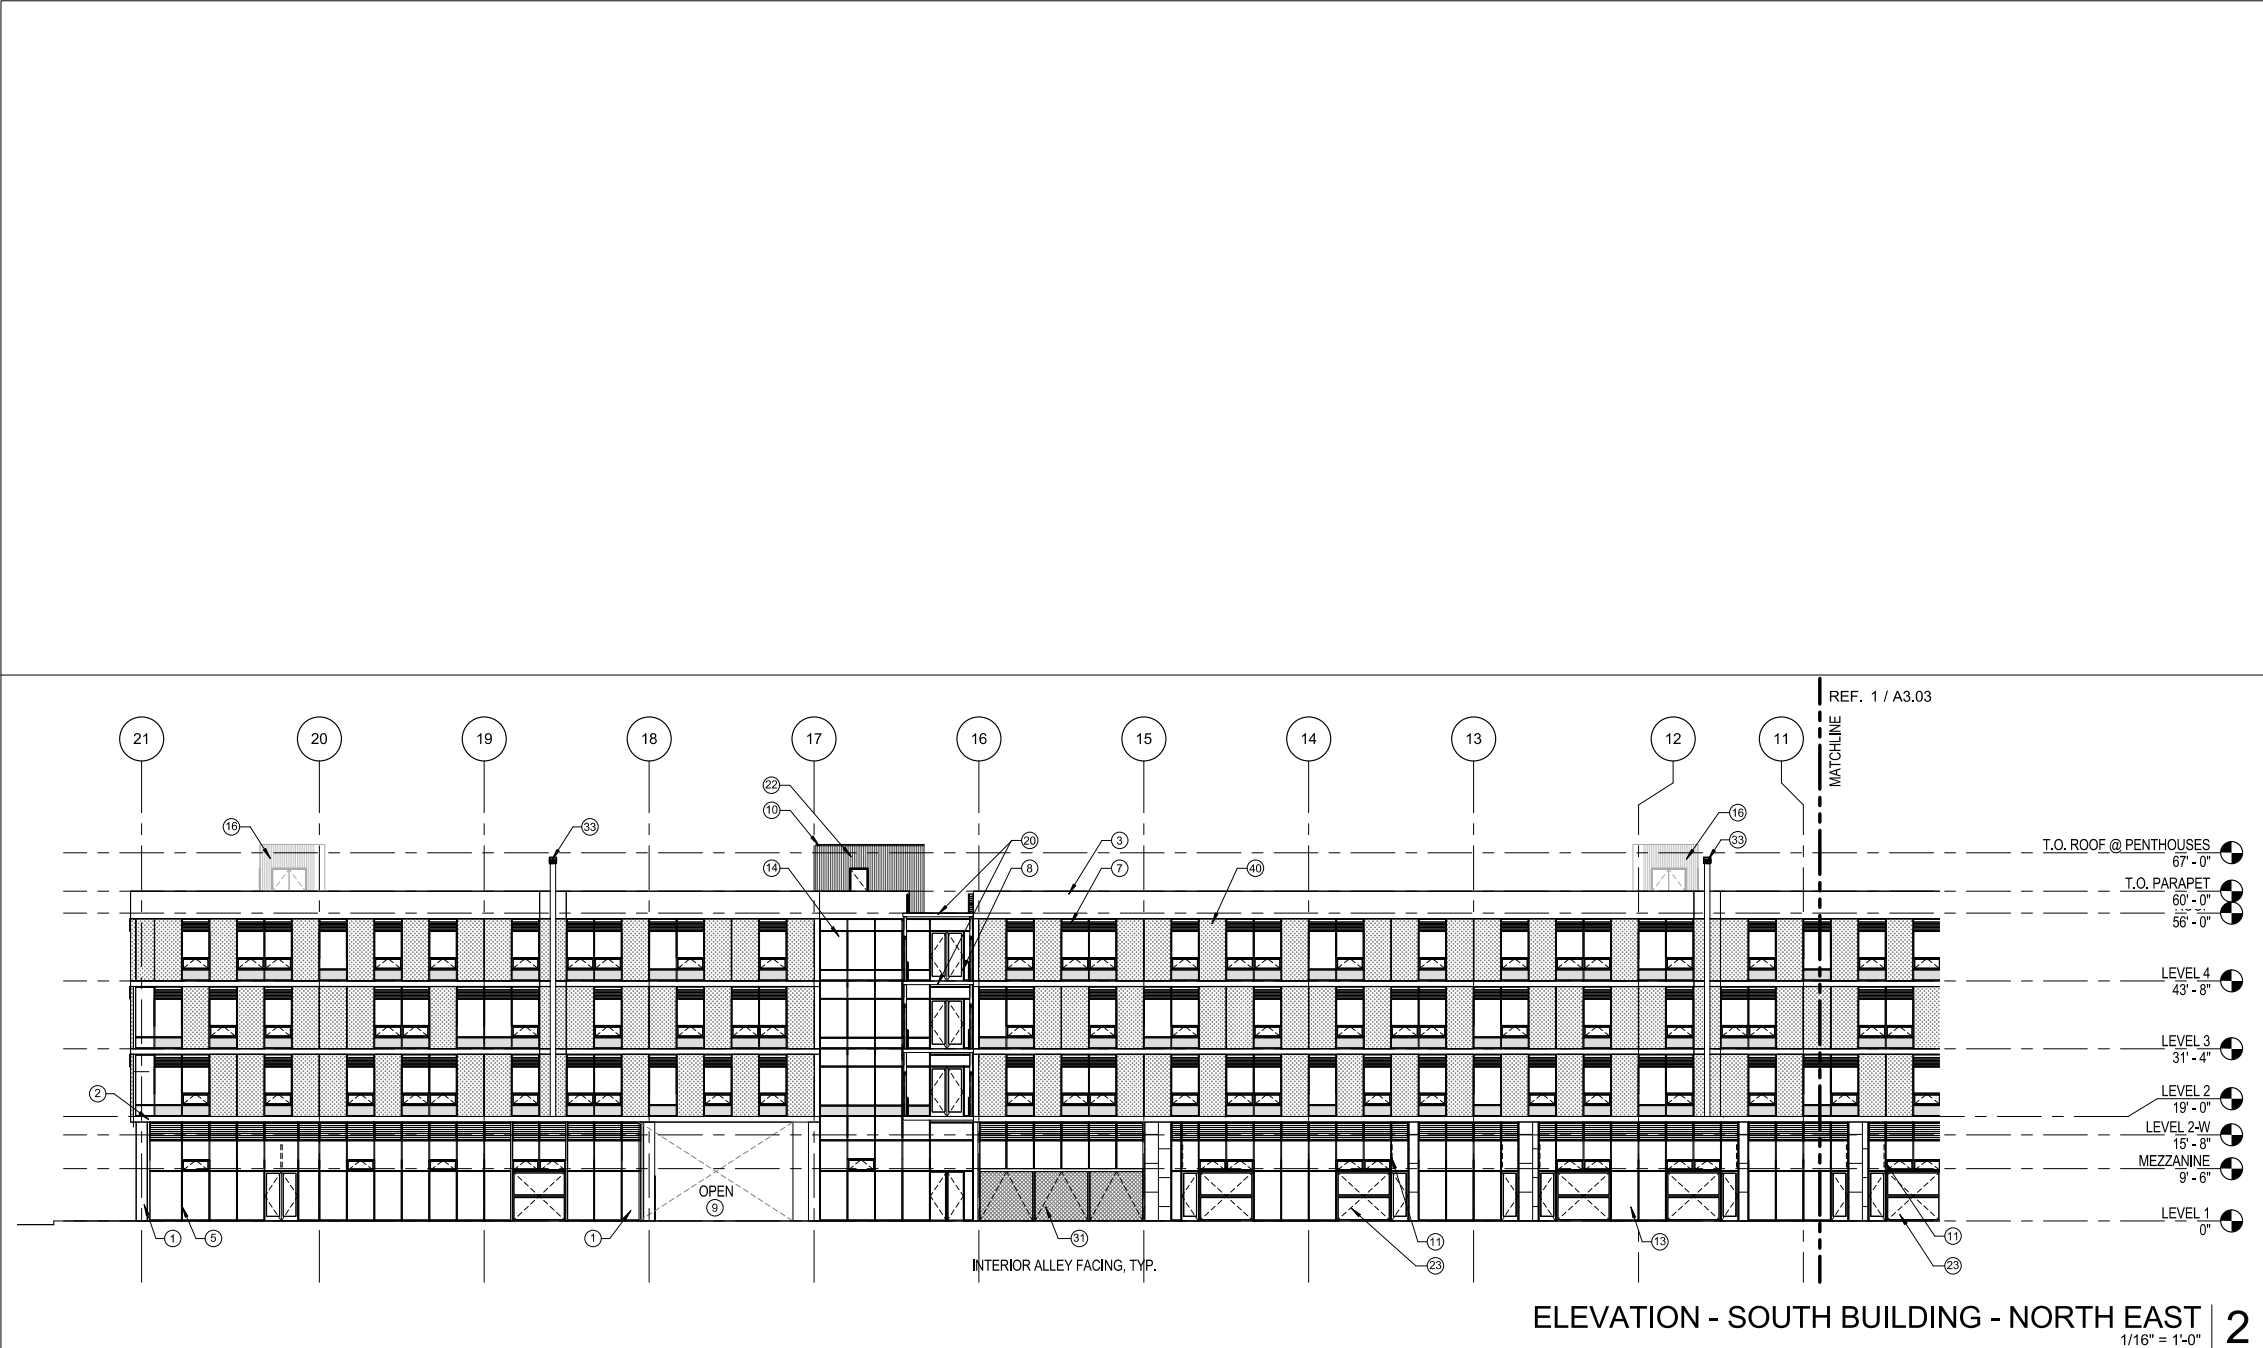 REF. 1 / A3.03
MATCHLINE
21 20 19 18 17 16 15 14 13 12 11
22
10
16
33
14
20
8
3
7
40
16
33
T.O. ROOF @ PENTHOUSES
67' - 0"
T.O. PARAPET
60' - 0"
56' - 0"
LEVEL 4
43' - 8"
LEVEL 3
31' - 4"
2
LEVEL 2
19' - 0"
LEVEL 2-W
15' - 8"
MEZZANINE
9' - 6"
OPEN
9
LEVEL 1
0"
1
5
1
31
11
23
13
11
23
INTERIOR ALLEY FACING, TYP.
ELEVATION - SOUTH BUILDING - NORTH EAST
1/16" = 1'-0"
2